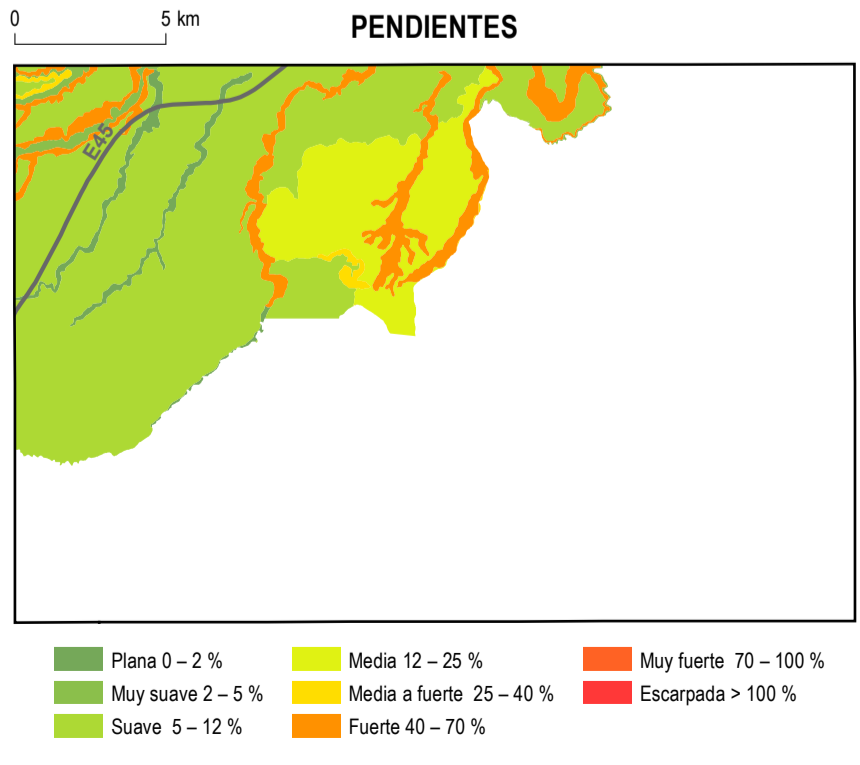 0 5 km
PENDIENTES
E45
Plana 0 – 2 %
Muy suave 2 – 5 %
Suave 5 – 12 %
Media 12 – 25 %
Media a fuerte 25 – 40 %
Fuerte 40 – 70 %
Muy fuerte 70 – 100 %
Escarpada > 100 %